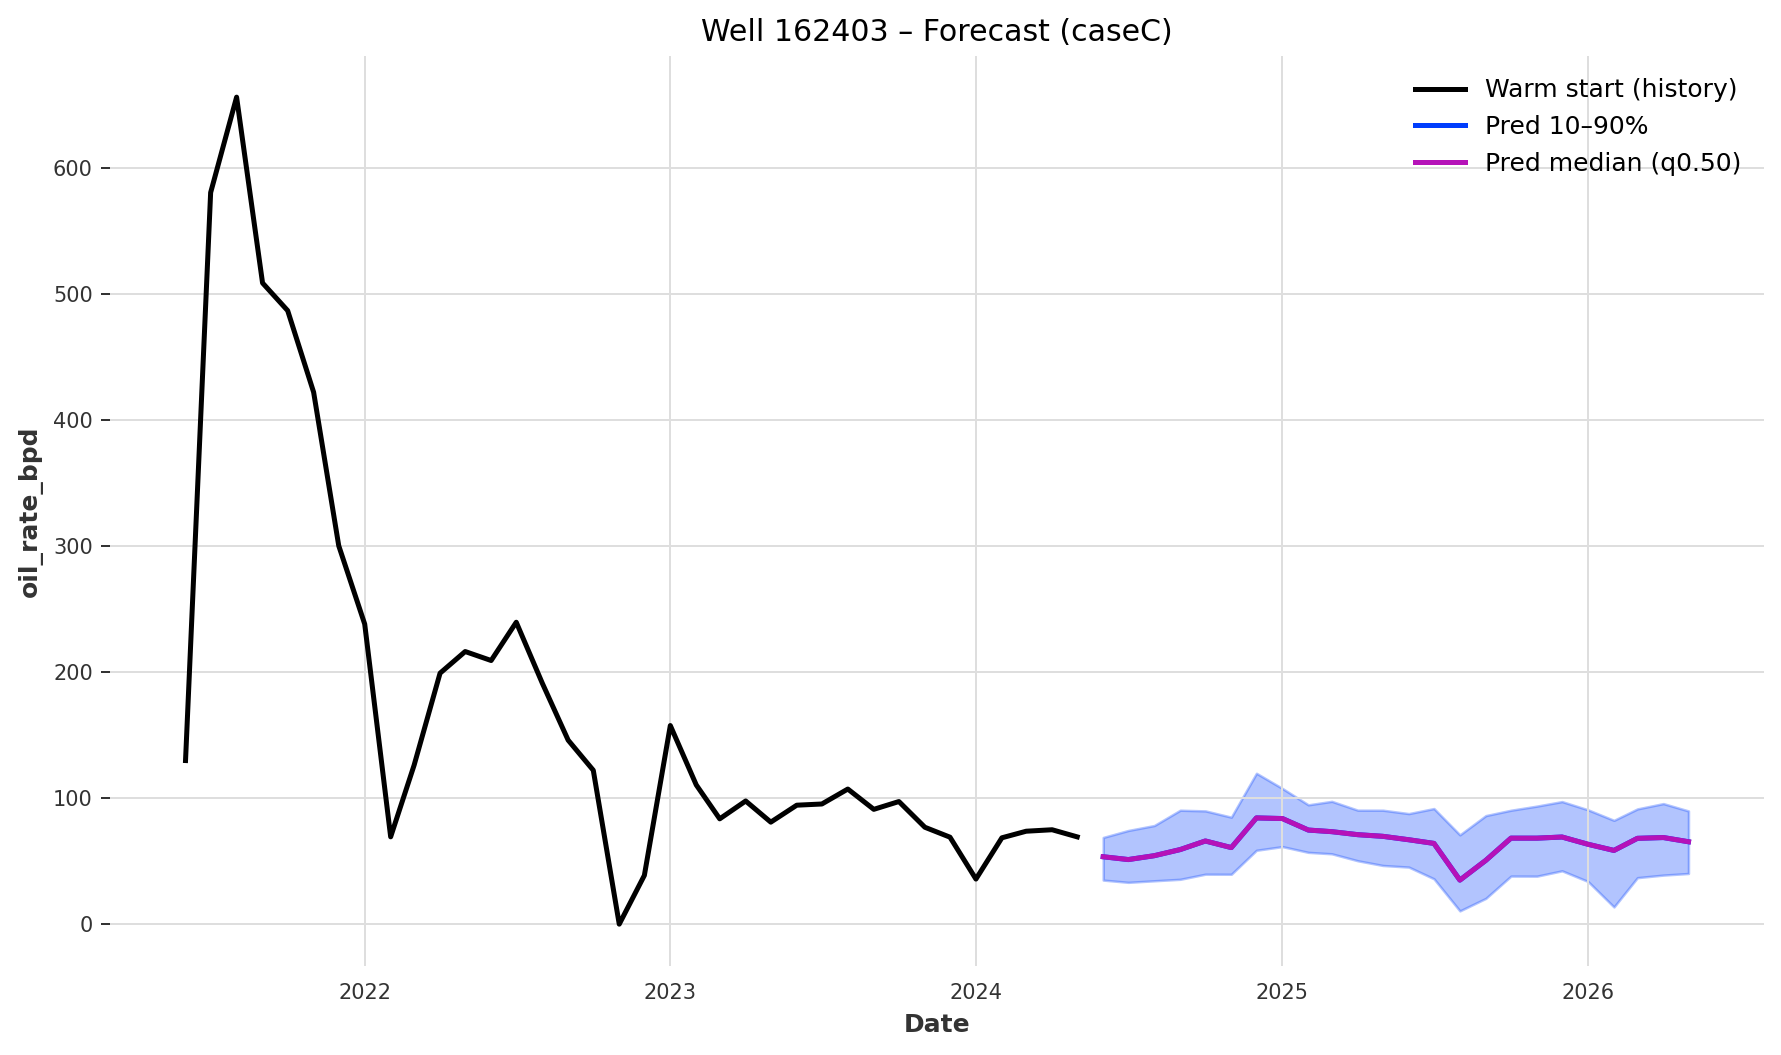 Well 162403 – Forecast (caseC)
Warm start (history)
Pred 10–90%
Pred median (q0.50)
oil_rate_bpd
600
500
400
300
200
100
0
2022
2023
2024
2025
2026
Date